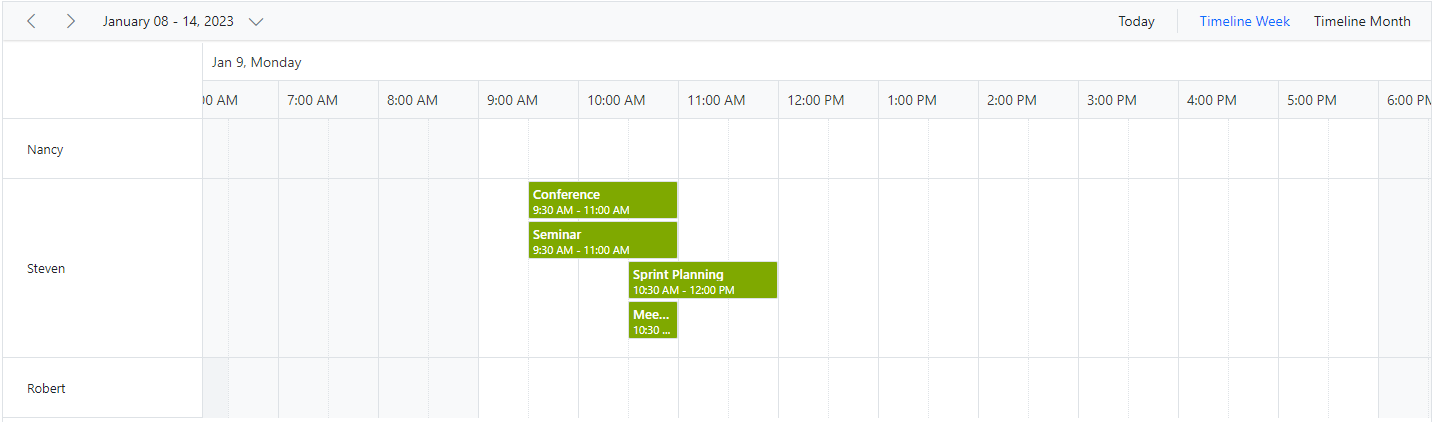 January 08 - 14, 2023 Today Timeline Week Timeline Month
Jan 9, Monday
00 AM 7:00 AM 8:00 AM 9:00 AM 10:00 AM 11:00 AM 12:00 PM 1:00 PM 2:00 PM 3:00 PM 4:00 PM 5:00 PM 6:00 PM
Nancy
Steven
Conference
9:30 AM - 11:00 AM
Seminar
9:30 AM - 11:00 AM
Sprint Planning
10:30 AM - 12:00 PM
Mee...
10:30 ...
Robert